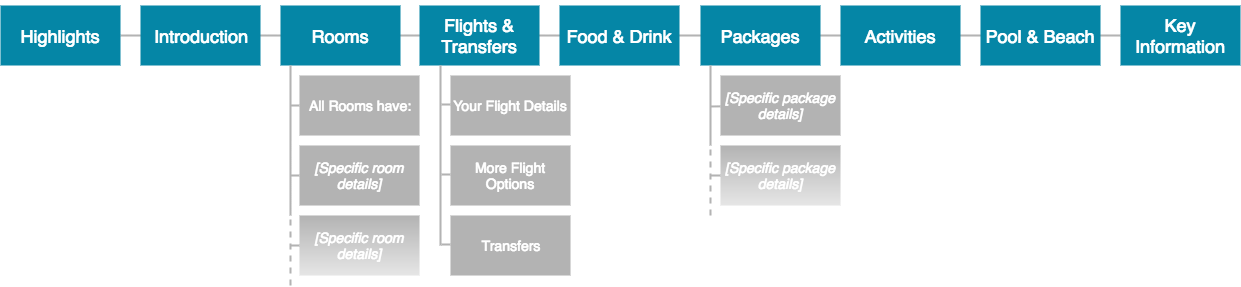 Highlights
Introduction
Rooms
Flights &
Transfers
Food & Drink
Packages
Activities
Pool & Beach
Key
Information
All Rooms have:
[Specific room
details]
[Specific room
details]
Your Flight Details
More Flight
Options
Transfers
[Specific package
details]
[Specific package
details]